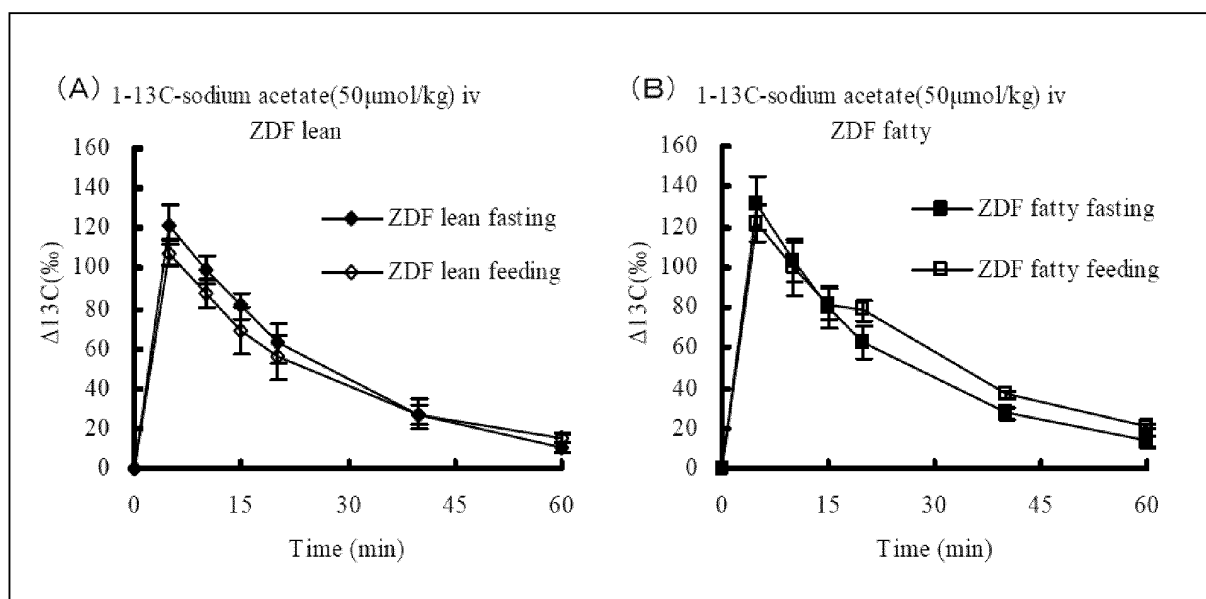 (A) 1-13C-sodium acetate(50μmol/kg) iv
ZDF lean
160
140
120
100
80
60
40
20
0
Δ13C(‰)
ZDF lean fasting
ZDF lean feeding
0 15 30 45 60
Time (min)
(B) 1-13C-sodium acetate(50μmol/kg) iv
ZDF fatty
160
140
120
100
80
60
40
20
0
Δ13C(‰)
ZDF fatty fasting
ZDF fatty feeding
0 15 30 45 60
Time (min)